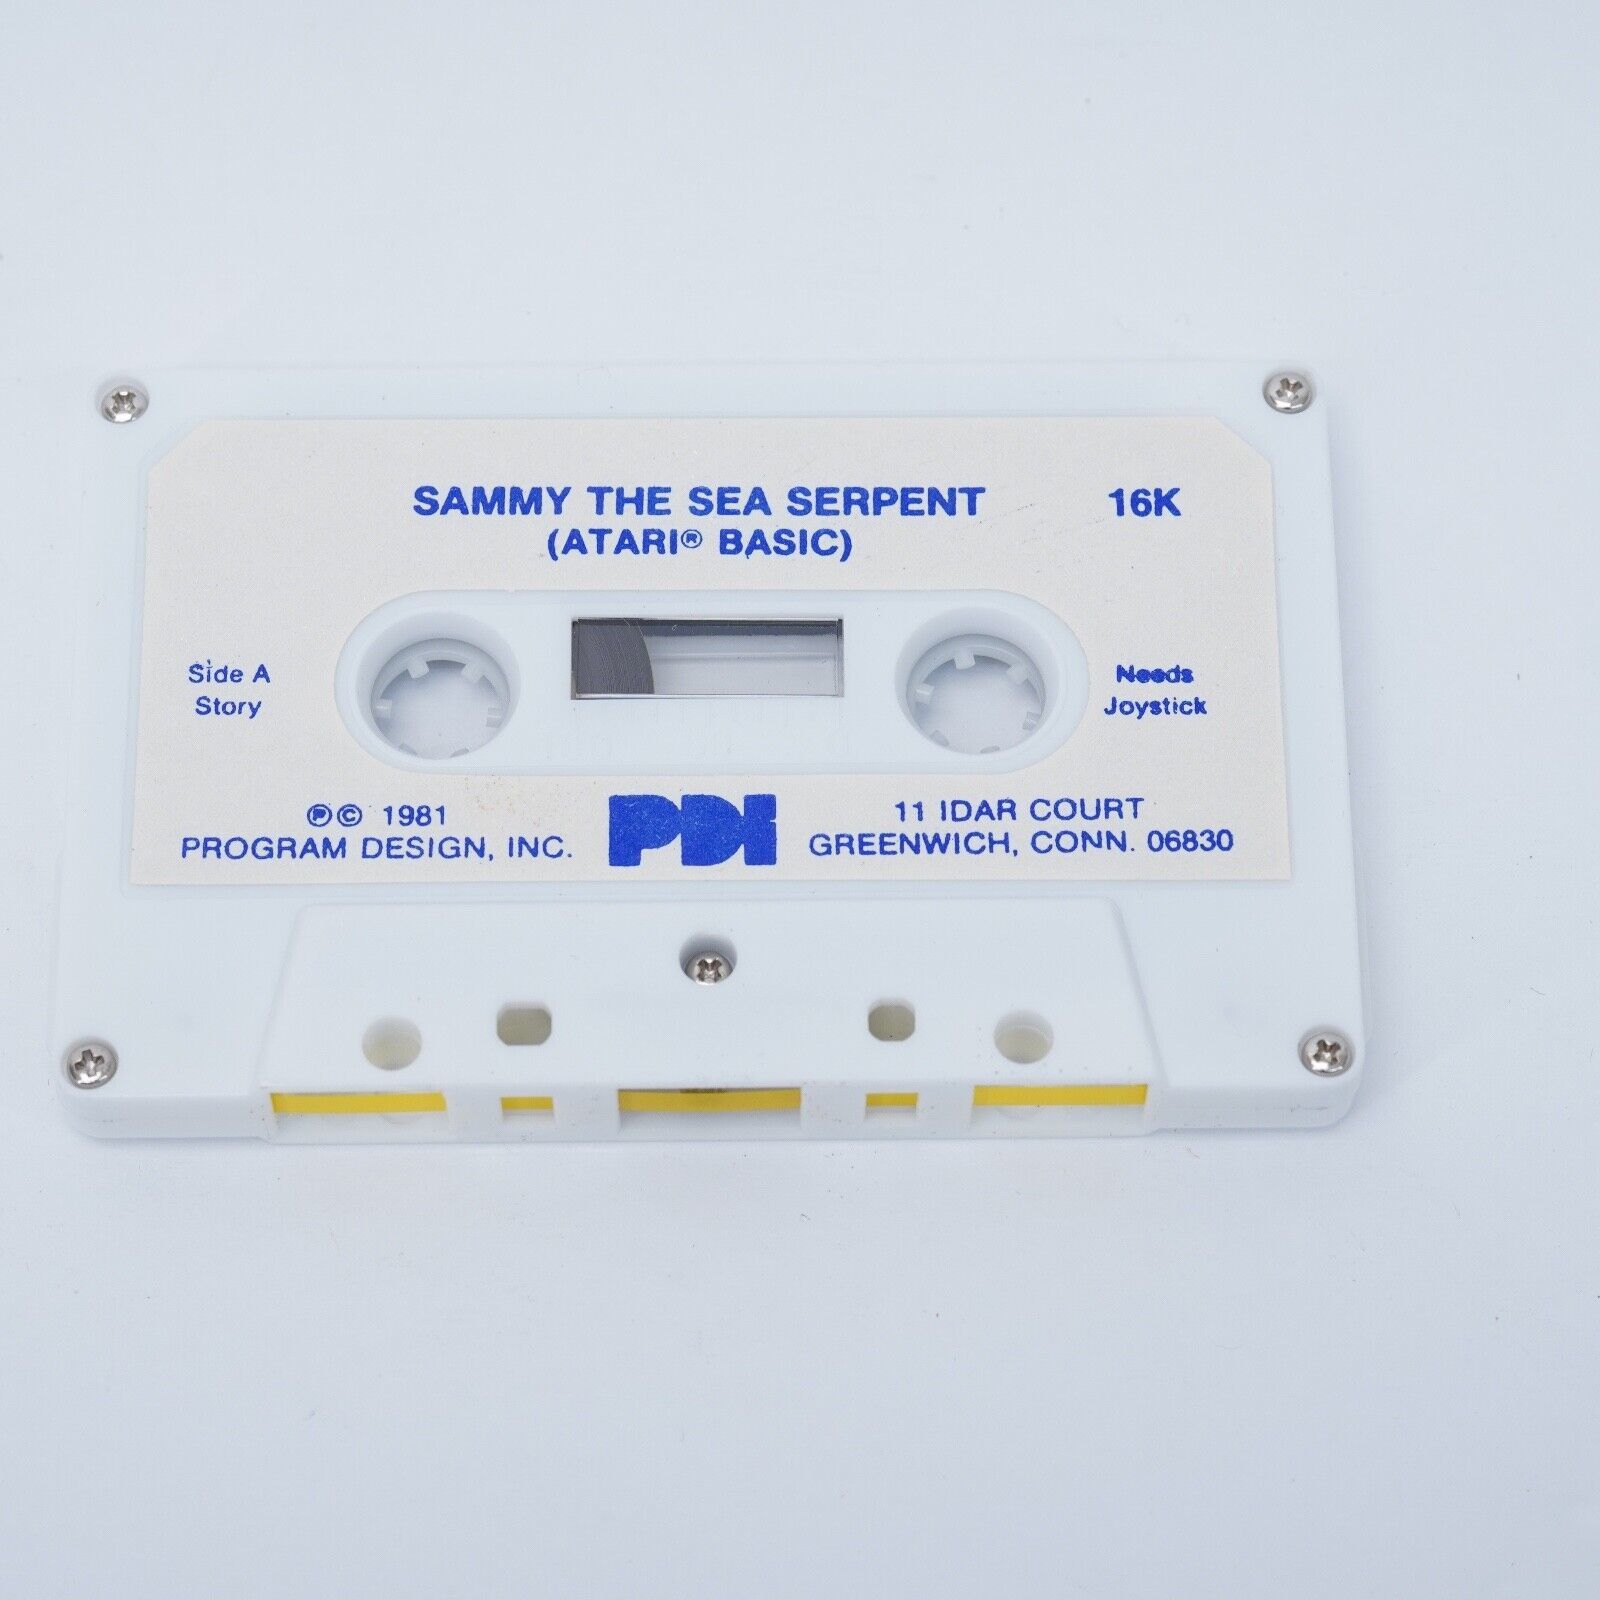 SAMMY THE SEA SERPENT 16K
(ATARI® BASIC)
Side A
Story
Needs
Joystick
℗© 1981
PROGRAM DESIGN, INC.
PDI
11 IDAR COURT
GREENWICH, CONN. 06830